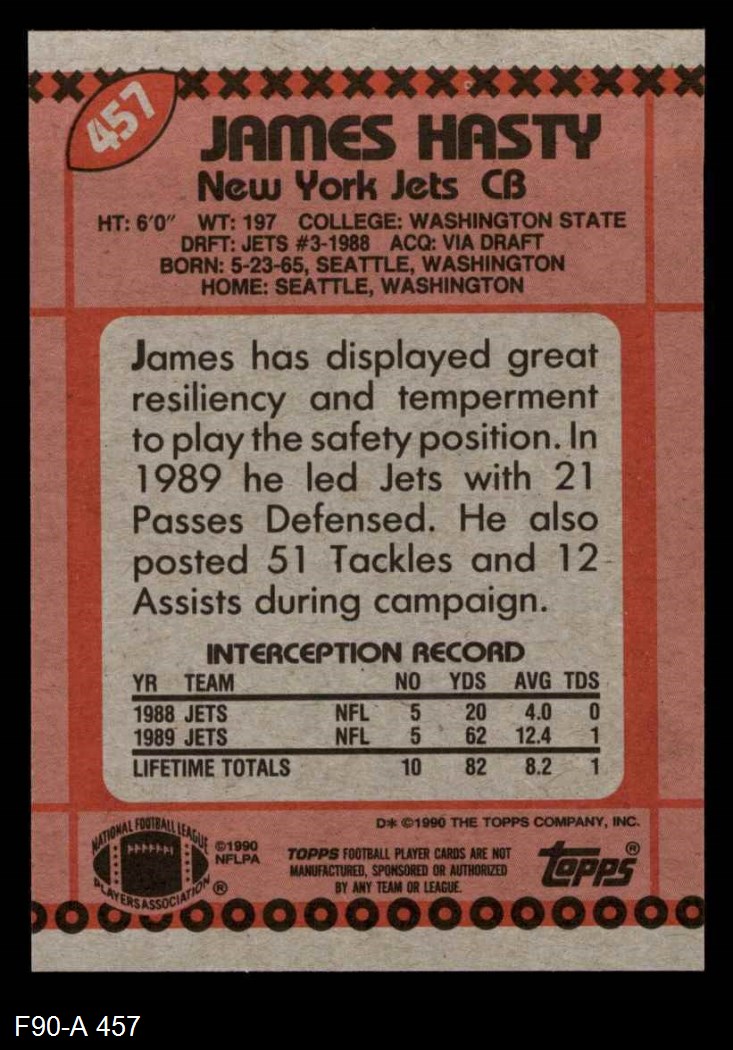 457
JAMES HASTY
New York Jets CB
HT: 6'0" WT: 197 COLLEGE: WASHINGTON STATE
DRFT: JETS #3-1988 ACQ: VIA DRAFT
BORN: 5-23-65, SEATTLE, WASHINGTON
HOME: SEATTLE, WASHINGTON
James has displayed great
resiliency and temperment
to play the safety position. In
1989 he led Jets with 21
Passes Defensed. He also
posted 51 Tackles and 12
Assists during campaign.
INTERCEPTION RECORD
YR TEAM NO YDS AVG TDS
1988 JETS NFL 5 20 4.0 0
1989 JETS NFL 5 62 12.4 1
LIFETIME TOTALS 10 82 8.2 1
D* ©1990 THE TOPPS COMPANY, INC.
NATIONAL FOOTBALL LEAGUE
PLAYERS ASSOCIATION ®
©1990
NFLPA
TOPPS FOOTBALL PLAYER CARDS ARE NOT
MANUFACTURED, SPONSORED OR AUTHORIZED
BY ANY TEAM OR LEAGUE.
topps®
F90-A 457